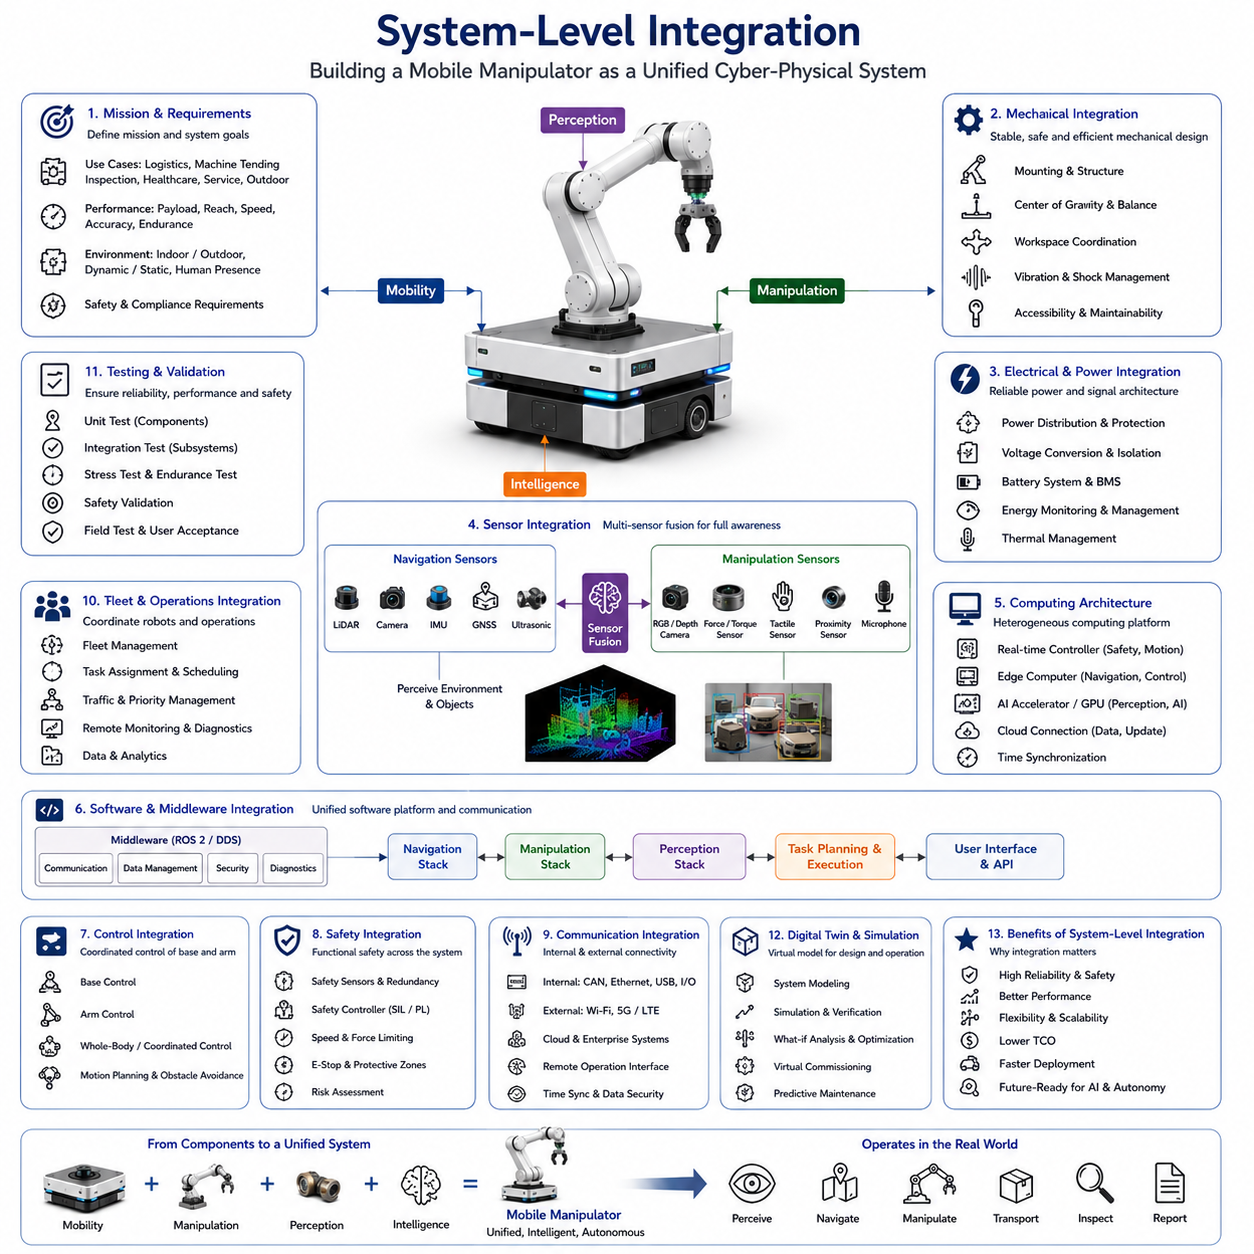 System-Level Integration
Building a Mobile Manipulator as a Unified Cyber-Physical System
1. Mission & Requirements
Define mission and system goals
Use Cases: Logistics, Machine Tending
Inspection, Healthcare, Service, Outdoor
Performance: Payload, Reach, Speed,
Accuracy, Endurance
Environment: Indoor / Outdoor,
Dynamic / Static, Human Presence
Safety & Compliance Requirements
Perception
Mobility
Manipulation
Intelligence
2. Mechanical Integration
Stable, safe and efficient mechanical design
Mounting & Structure
Center of Gravity & Balance
Workspace Coordination
Vibration & Shock Management
Accessibility & Maintainability
11. Testing & Validation
Ensure reliability, performance and safety
Unit Test (Components)
Integration Test (Subsystems)
Stress Test & Endurance Test
Safety Validation
Field Test & User Acceptance
3. Electrical & Power Integration
Reliable power and signal architecture
Power Distribution & Protection
Voltage Conversion & Isolation
Battery System & BMS
Energy Monitoring & Management
Thermal Management
4. Sensor Integration Multi-sensor fusion for full awareness
Navigation Sensors
LiDAR
Camera
IMU
GNSS
Ultrasonic
Sensor
Fusion
Manipulation Sensors
RGB / Depth
Camera
Force / Torque
Sensor
Tactile
Sensor
Proximity
Sensor
Microphone
Perceive Environment
& Objects
10. Fleet & Operations Integration
Coordinate robots and operations
Fleet Management
Task Assignment & Scheduling
Traffic & Priority Management
Remote Monitoring & Diagnostics
Data & Analytics
5. Computing Architecture
Heterogeneous computing platform
Real-time Controller (Safety, Motion)
Edge Computer (Navigation, Control)
AI Accelerator / GPU (Perception, AI)
Cloud Connection (Data, Update)
Time Synchronization
</> 6. Software & Middleware Integration Unified software platform and communication
Middleware (ROS 2 / DDS)
Communication
Data Management
Security
Diagnostics
Navigation
Stack
Manipulation
Stack
Perception
Stack
Task Planning &
Execution
User Interface
& API
7. Control Integration
Coordinated control of base and arm
Base Control
Arm Control
Whole-Body / Coordinated Control
Motion Planning & Obstacle Avoidance
8. Safety Integration
Functional safety across the system
Safety Sensors & Redundancy
Safety Controller (SIL / PL)
Speed & Force Limiting
E-Stop & Protective Zones
Risk Assessment
9. Communication Integration
Internal & external connectivity
Internal: CAN, Ethernet, USB, I/O
External: Wi-Fi, 5G / LTE
Cloud & Enterprise Systems
Remote Operation Interface
Time Sync & Data Security
12. Digital Twin & Simulation
Virtual model for design and operation
System Modeling
Simulation & Verification
What-if Analysis & Optimization
Virtual Commissioning
Predictive Maintenance
13. Benefits of System-Level Integration
Why integration matters
High Reliability & Safety
Better Performance
Flexibility & Scalability
Lower TCO
Faster Deployment
Future-Ready for AI & Autonomy
From Components to a Unified System
Mobility
+
Manipulation
+
Perception
+
Intelligence
=
Mobile Manipulator
Unified, Intelligent, Autonomous
Operates in the Real World
Perceive
Navigate
Manipulate
Transport
Inspect
Report